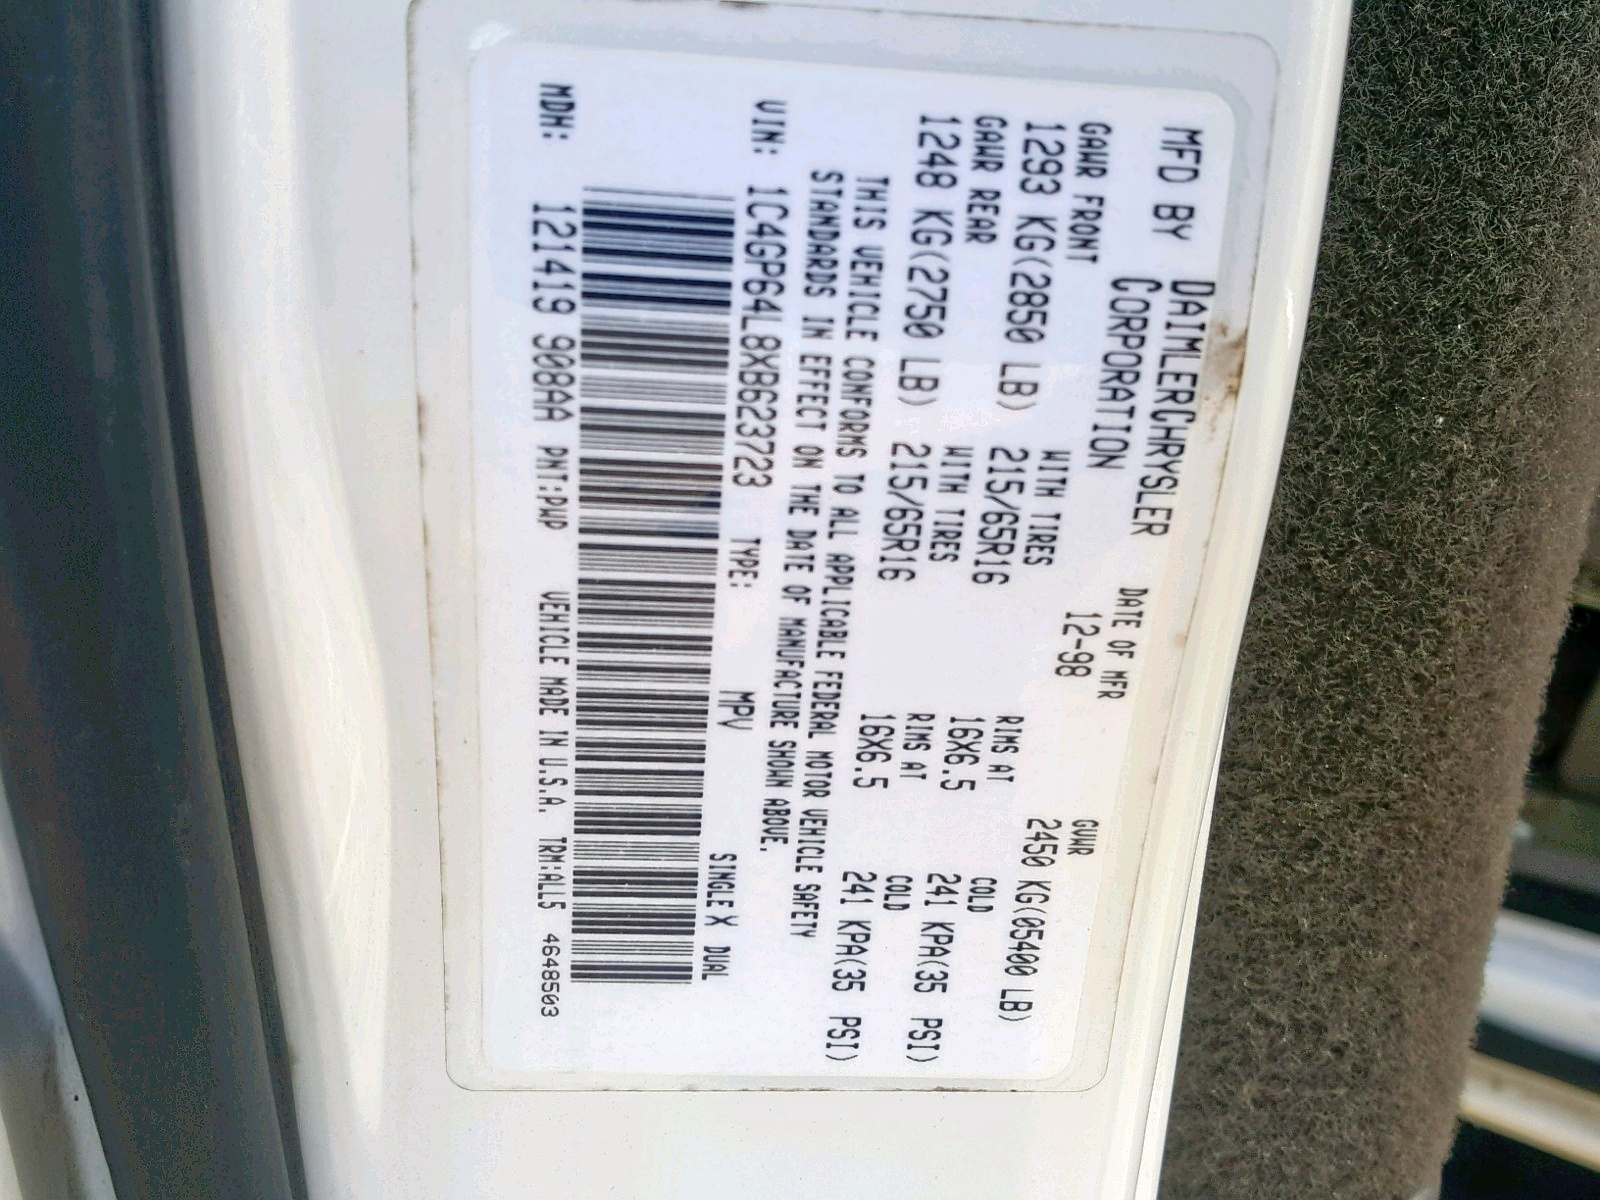 MFD BY DAIMLERCHRYSLER CORPORATION
DATE OF MFR 12-98
GVWR 2450 KG(05400 LB)
GAWR FRONT WITH TIRES RIMS AT COLD
1293 KG(2850 LB) 215/65R16 16X6.5 241 KPA(35 PSI)
GAWR REAR WITH TIRES RIMS AT COLD
1248 KG(2750 LB) 215/65R16 16X6.5 241 KPA(35 PSI)
THIS VEHICLE CONFORMS TO ALL APPLICABLE FEDERAL MOTOR VEHICLE SAFETY
STANDARDS IN EFFECT ON THE DATE OF MANUFACTURE SHOWN ABOVE.
VIN: 1C4GP64L8XB623723 TYPE: MPV SINGLE X DUAL
MDH: 121419 908AA PNT:PWP VEHICLE MADE IN U.S.A. TRM:ALL5 4648503